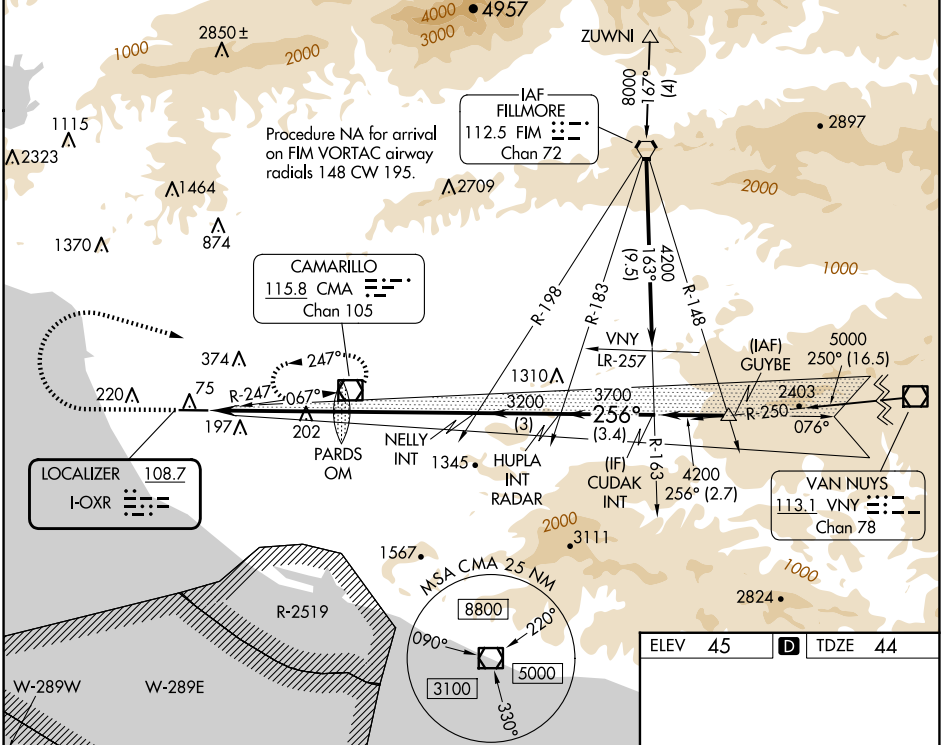 4000
4957
3000
2850 ±
1000
2000
ZUWNI
8000
197°
(4)
IAF
FILLMORE
112.5 FIM
Chan 72
1115
2323
Procedure NA for arrival
on FIM VORTAC airway
radials 148 CW 195.
2897
1464
2709
2000
874
1370
4200
163°
(9.5)
1000
CAMARILLO
115.8 CMA
Chan 105
R-198
R-183
R-148
VNY
LR-257
(IAF)
GUYBE
5000
250° (16.5)
374
247°
1310
220
75
R-247
067°
3200
3700
2403
(3)
256°
R-250
197
202
(3.4)
076°
PARDS
OM
NELLY
INT
1345
HUPLA
INT
RADAR
(IF)
CUDAK
INT
R-163
4200
256° (2.7)
LOCALIZER 108.7
I-OXR
VAN NUYS
113.1 VNY
Chan 78
2000
3111
1567
1000
MSA CMA 25 NM
2824
R-2519
8800
220°
090°
ELEV 45
D
TDZE 44
W-289W
W-289E
3100
5000
330°